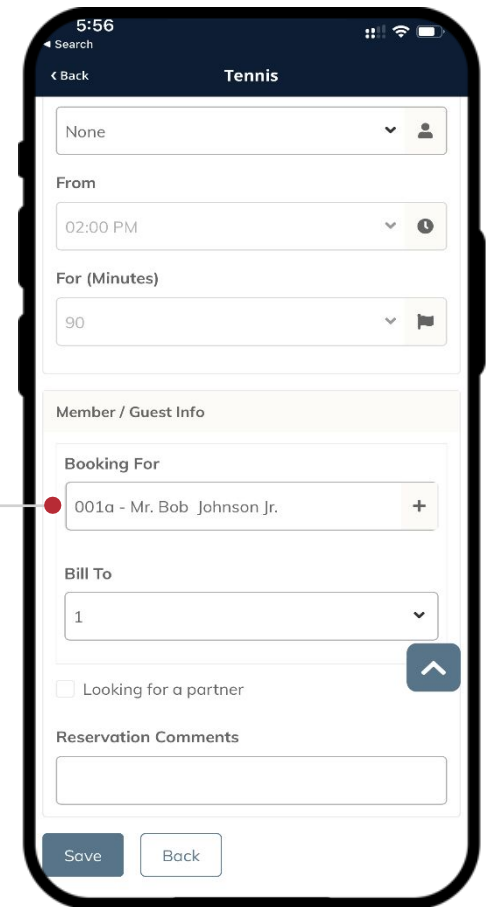 5:56
Search
Back
Tennis
None
From
02:00 PM
For (Minutes)
90
Member / Guest Info
Booking For
001a - Mr. Bob Johnson Jr.
Bill To
1
Looking for a partner
Reservation Comments
Save
Back